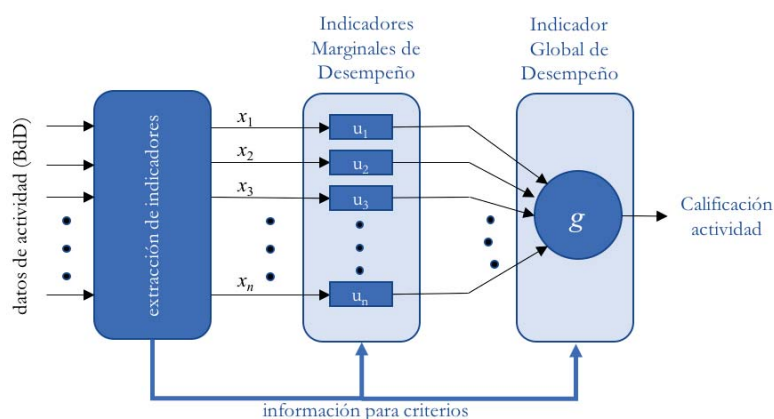 Indicadores
Marginales de
Desempeño
Indicador
Global de
Desempeño
datos de actividad (BdD)
extracción de indicadores
x1
x2
x3
xn
u1
u2
u3
un
g
Calificación
actividad
información para criterios